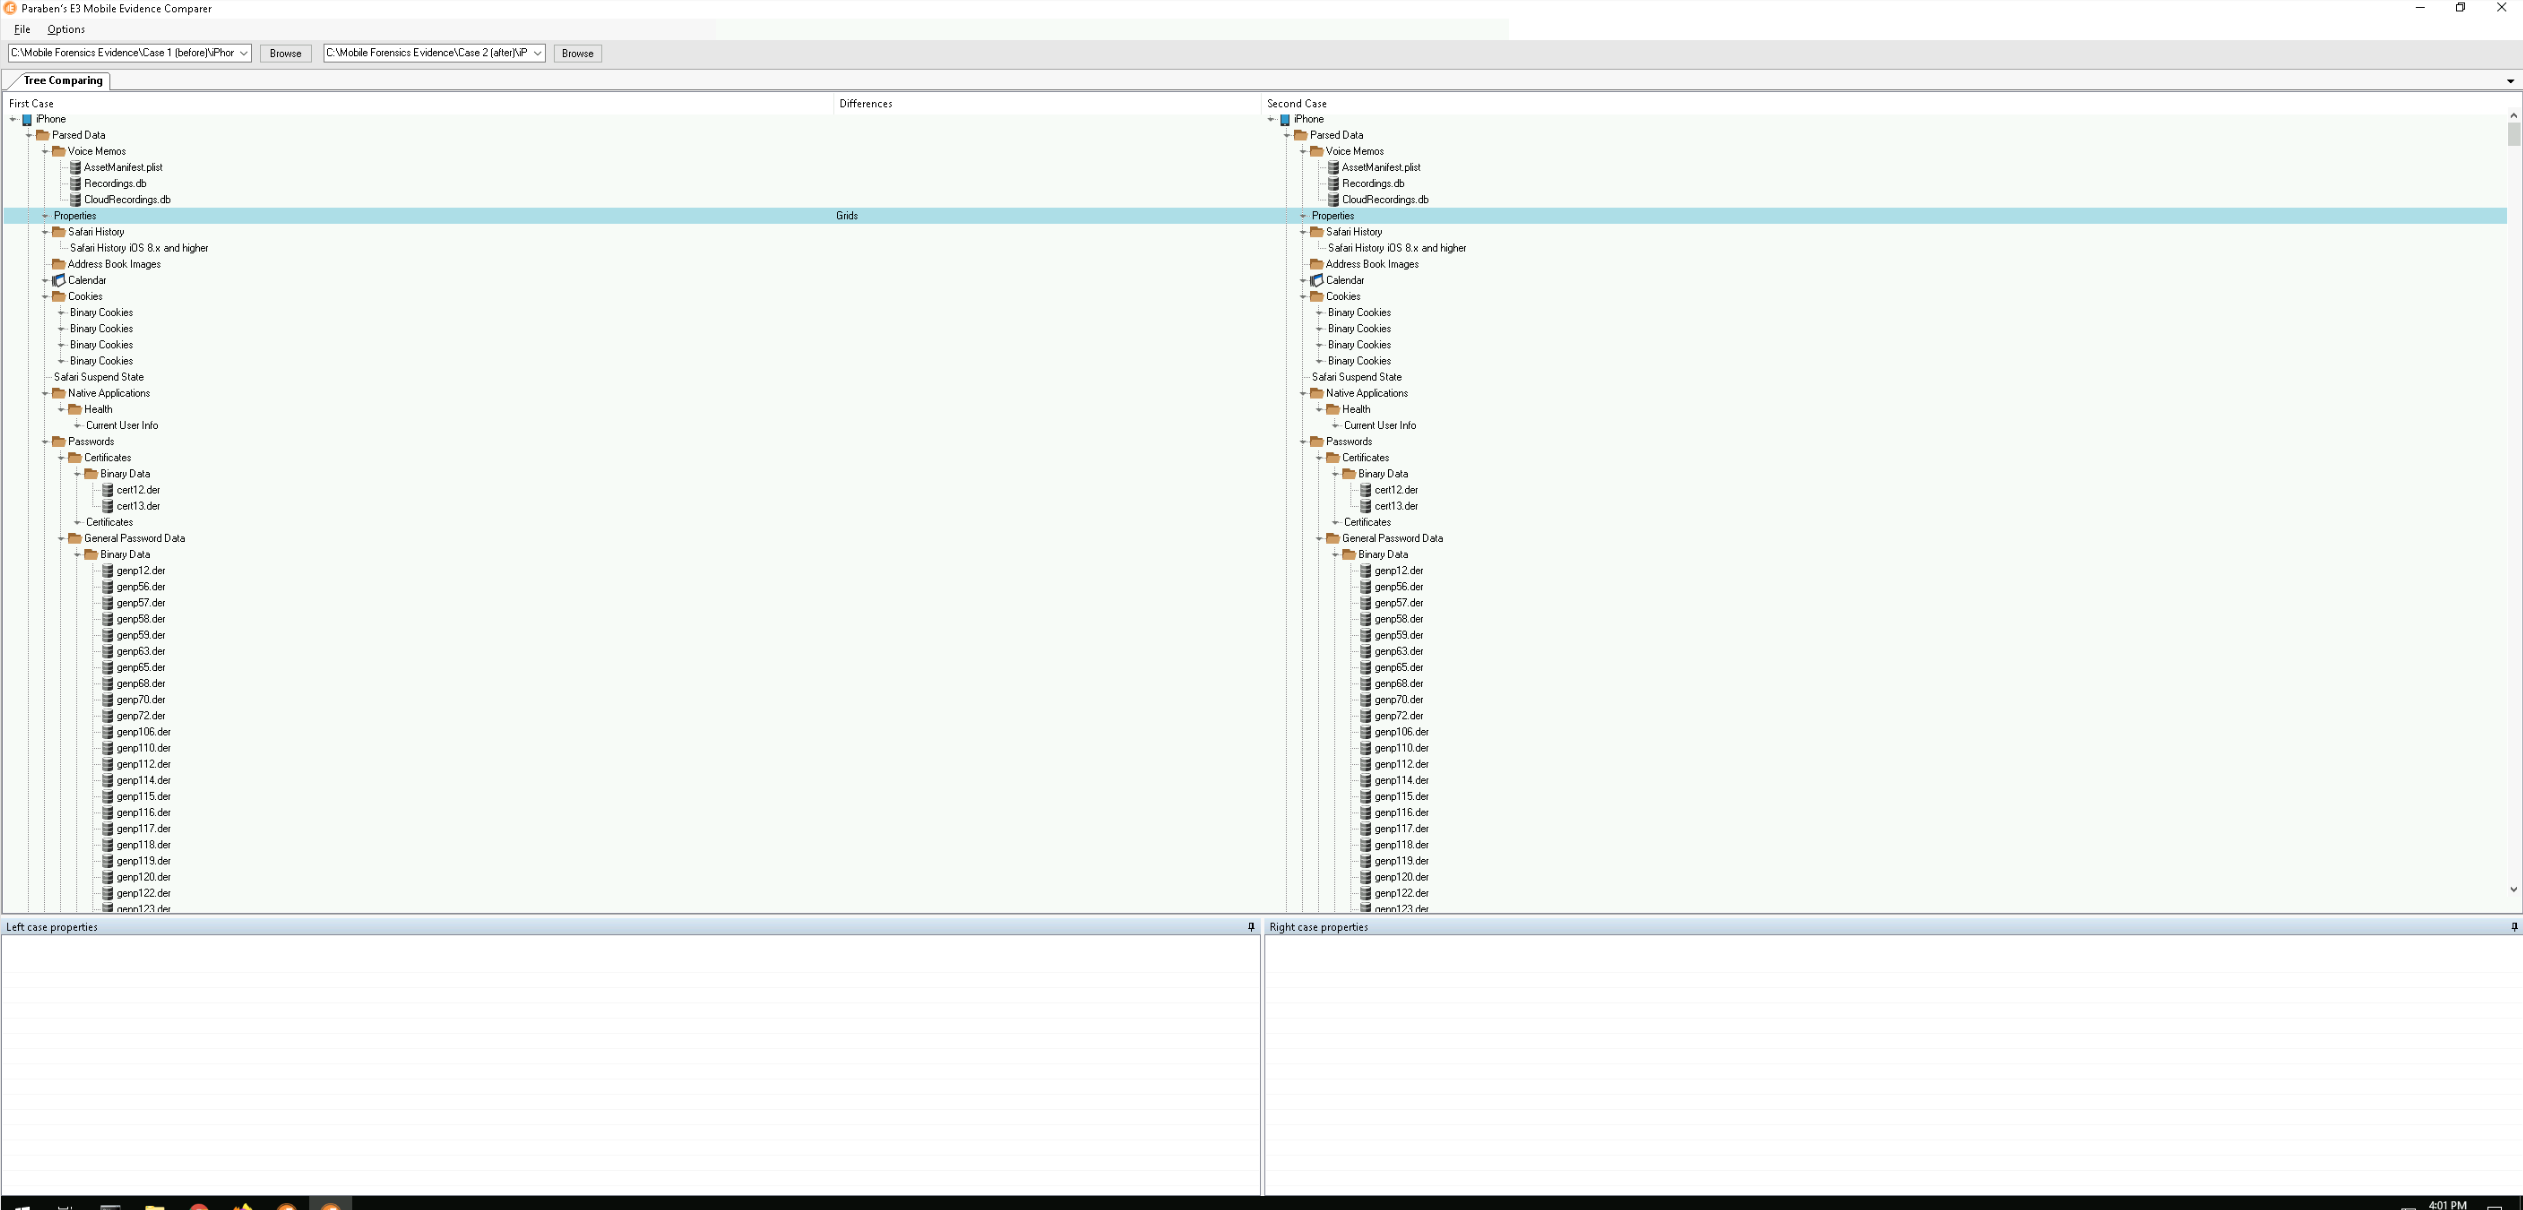 Paraben's E3 Mobile Evidence Comparer
File Options
C:\Mobile Forensics Evidence\Case 1 (before)\iPhor Browse C:\Mobile Forensics Evidence\Case 2 (after)\iP Browse
Tree Comparing
First Case Differences Second Case
iPhone iPhone
Parsed Data Parsed Data
Voice Memos Voice Memos
AssetManifest.plist AssetManifest.plist
Recordings.db Recordings.db
CloudRecordings.db CloudRecordings.db
Properties Grids Properties
Safari History Safari History
Safari History iOS 8.x and higher Safari History iOS 8.x and higher
Address Book Images Address Book Images
Calendar Calendar
Cookies Cookies
Binary Cookies Binary Cookies
Binary Cookies Binary Cookies
Binary Cookies Binary Cookies
Binary Cookies Binary Cookies
Safari Suspend State Safari Suspend State
Native Applications Native Applications
Health Health
Current User Info Current User Info
Passwords Passwords
Certificates Certificates
Binary Data Binary Data
cert12.der cert12.der
cert13.der cert13.der
Certificates Certificates
General Password Data General Password Data
Binary Data Binary Data
genp12.der genp12.der
genp56.der genp56.der
genp57.der genp57.der
genp58.der genp58.der
genp59.der genp59.der
genp63.der genp63.der
genp65.der genp65.der
genp68.der genp68.der
genp70.der genp70.der
genp72.der genp72.der
genp106.der genp106.der
genp110.der genp110.der
genp112.der genp112.der
genp114.der genp114.der
genp115.der genp115.der
genp116.der genp116.der
genp117.der genp117.der
genp118.der genp118.der
genp119.der genp119.der
genp120.der genp120.der
genp122.der genp122.der
genp123.der genp123.der
Left case properties Right case properties
4:01 PM